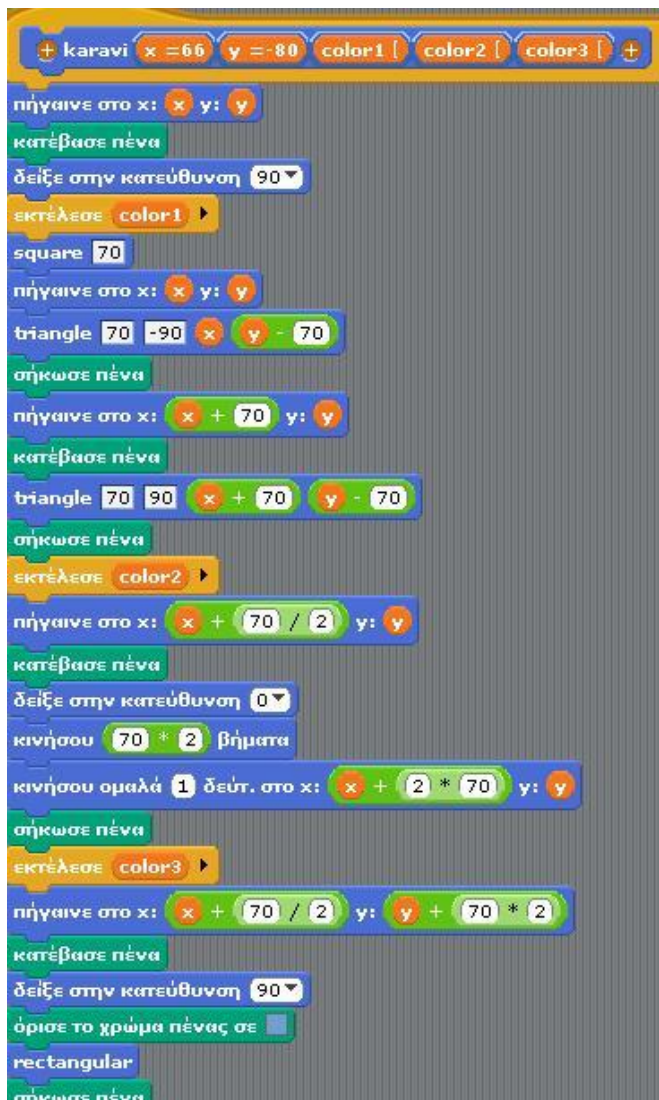 + karavi x =66 y =-80 color1 [ color2 [ color3 [ +
πήγαινε στο x: x y: y
κατέβασε πένα
δείξε στην κατεύθυνση 90
εκτέλεσε color1
square 70
πήγαινε στο x: x y: y
triangle 70 -90 x y - 70
σήκωσε πένα
πήγαινε στο x: x + 70 y: y
κατέβασε πένα
triangle 70 90 x + 70 y - 70
σήκωσε πένα
εκτέλεσε color2
πήγαινε στο x: x + 70 / 2 y: y
κατέβασε πένα
δείξε στην κατεύθυνση 0
κινήσου 70 * 2 βήματα
κινήσου ομαλά 1 δεύτ. στο x: x + 2 * 70 y: y
σήκωσε πένα
εκτέλεσε color3
πήγαινε στο x: x + 70 / 2 y: y + 70 * 2
κατέβασε πένα
δείξε στην κατεύθυνση 90
όρισε το χρώμα πένας σε
rectangular
σήκωσε πένα